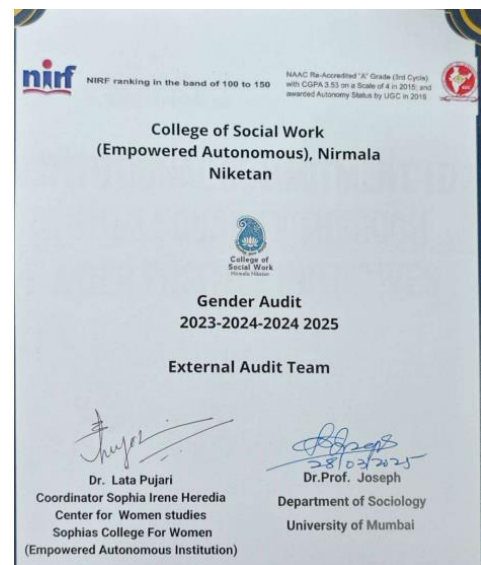 nirf
NIRF ranking in the band of 100 to 150
NAAC Re-Accredited "A" Grade (3rd Cycle)
with CGPA 3.53 on a Scale of 4 in 2015; and
awarded Autonomy Status by UGC in 2018
College of Social Work
(Empowered Autonomous), Nirmala
Niketan
College of
Social Work
Nirmala Niketan
Gender Audit
2023-2024-2024 2025
External Audit Team
28/03/2025
Dr. Lata Pujari
Coordinator Sophia Irene Heredia
Center for Women studies
Sophias College For Women
(Empowered Autonomous Institution)
Dr.Prof. Joseph
Department of Sociology
University of Mumbai